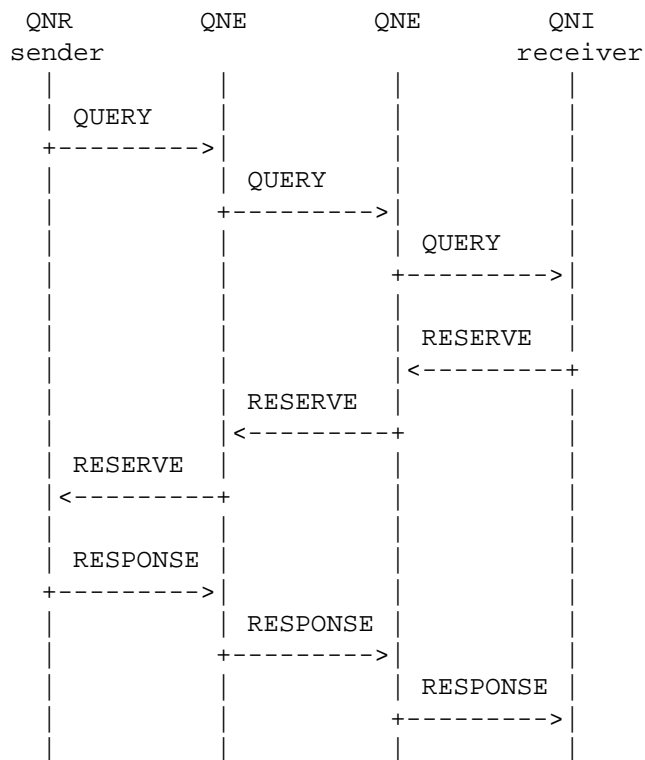 QNR QNE QNE QNI
sender receiver
QUERY
QUERY
QUERY
RESERVE
RESERVE
RESERVE
RESPONSE
RESPONSE
RESPONSE